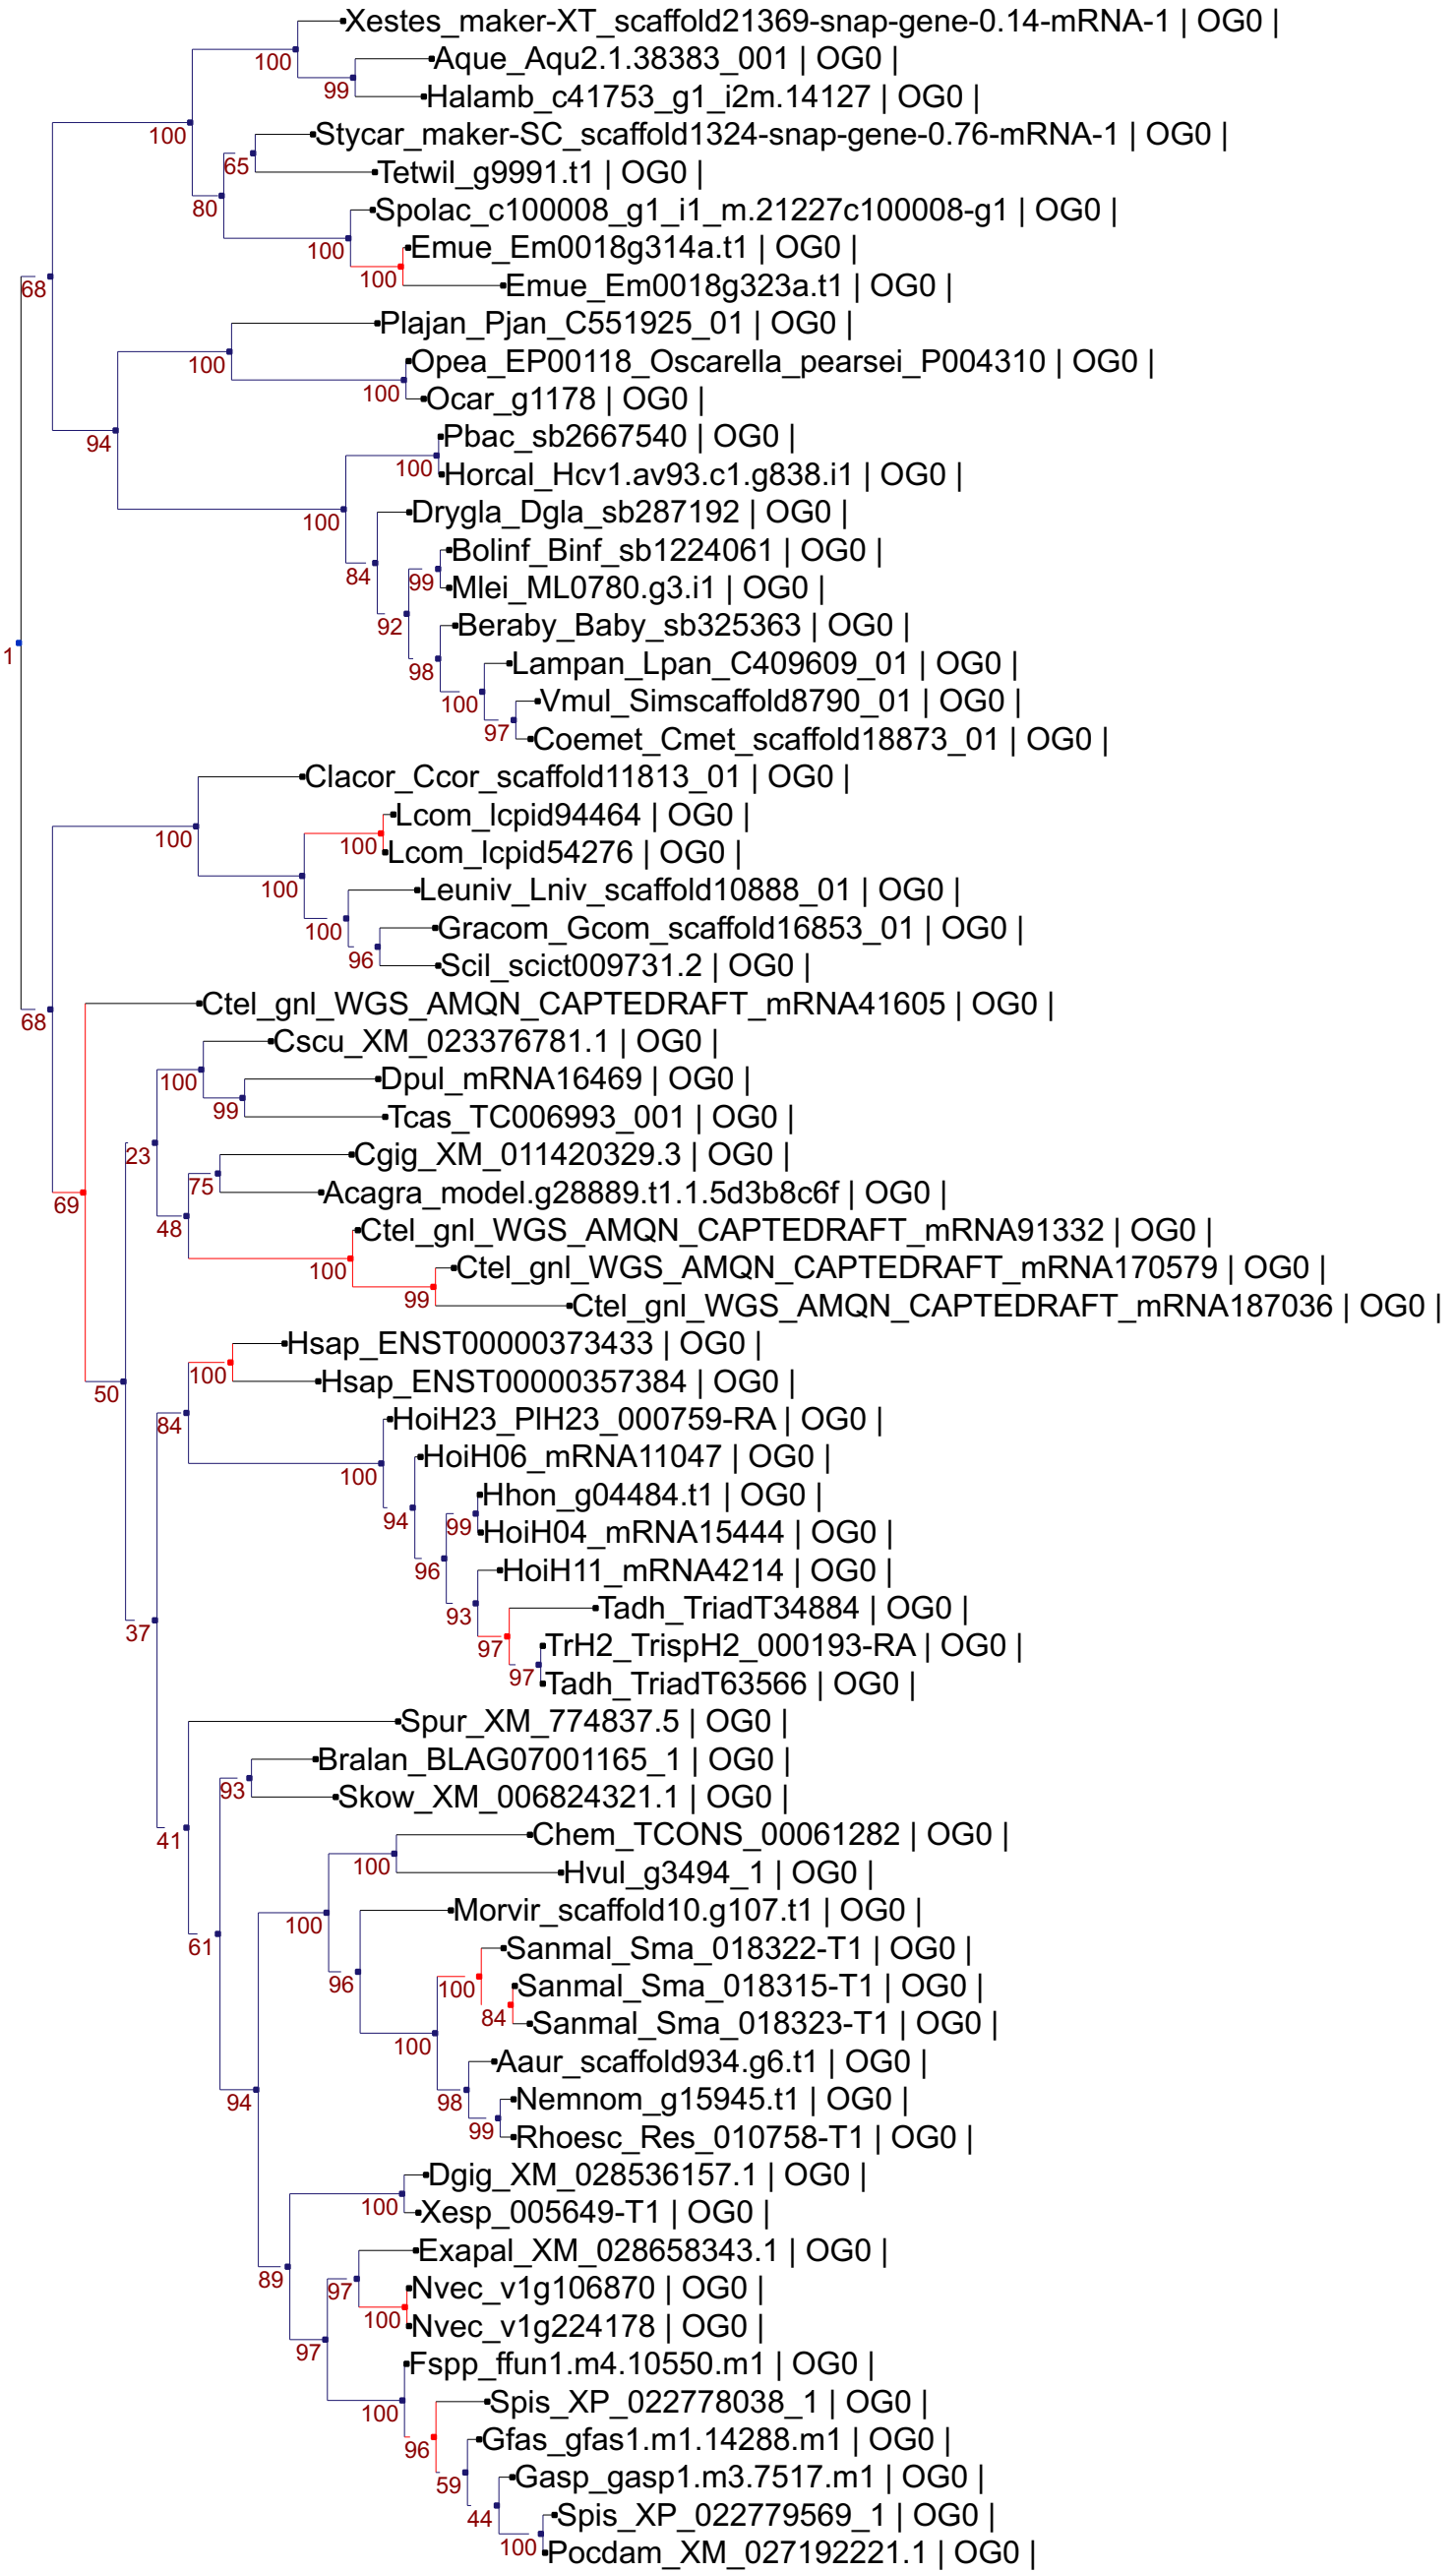 Xestes_maker-XT_scaffold21369-snap-gene-0.14-mRNA-1 | OG0 |
100
Aque_Aqu2.1.38383_001 | OG0 |
99
Halamb_c41753_g1_i2m.14127 | OG0 |
100
Stycar_maker-SC_scaffold1324-snap-gene-0.76-mRNA-1 | OG0 |
65
Tetwil_g9991.t1 | OG0 |
80
Spolac_c100008_g1_i1_m.21227c100008-g1 | OG0 |
100
Emue_Em0018g314a.t1 | OG0 |
100
Emue_Em0018g323a.t1 | OG0 |
68
Plajan_Pjan_C551925_01 | OG0 |
100
Opea_EP00118_Oscarella_pearsei_P004310 | OG0 |
100
Ocar_g1178 | OG0 |
94
Pbac_sb2667540 | OG0 |
100
Horcal_Hcv1.av93.c1.g838.i1 | OG0 |
100
Drygla_Dgla_sb287192 | OG0 |
84
Bolinf_Binf_sb1224061 | OG0 |
99
Mlei_ML0780.g3.i1 | OG0 |
92
Beraby_Baby_sb325363 | OG0 |
1
98
Lampan_Lpan_C409609_01 | OG0 |
100
Vmul_Simscaffold8790_01 | OG0 |
97
Coemet_Cmet_scaffold18873_01 | OG0 |
Clacor_Ccor_scaffold11813_01 | OG0 |
100
Lcom_lcpid94464 | OG0 |
100
Lcom_lcpid54276 | OG0 |
100
Leuniv_Lniv_scaffold10888_01 | OG0 |
100
Gracom_Gcom_scaffold16853_01 | OG0 |
96
Scil_scict009731.2 | OG0 |
68
Ctel_gnl_WGS_AMQN_CAPTEDRAFT_mRNA41605 | OG0 |
Cscu_XM_023376781.1 | OG0 |
100
Dpul_mRNA16469 | OG0 |
99
Tcas_TC006993_001 | OG0 |
23
Cgig_XM_011420329.3 | OG0 |
75
Acagra_model.g28889.t1.1.5d3b8c6f | OG0 |
69
48
Ctel_gnl_WGS_AMQN_CAPTEDRAFT_mRNA91332 | OG0 |
100
Ctel_gnl_WGS_AMQN_CAPTEDRAFT_mRNA170579 | OG0 |
99
Ctel_gnl_WGS_AMQN_CAPTEDRAFT_mRNA187036 | OG0 |
Hsap_ENST00000373433 | OG0 |
100
Hsap_ENST00000357384 | OG0 |
50
84
HoiH23_PlH23_000759-RA | OG0 |
100
HoiH06_mRNA11047 | OG0 |
94
Hhon_g04484.t1 | OG0 |
99
HoiH04_mRNA15444 | OG0 |
96
HoiH11_mRNA4214 | OG0 |
93
Tadh_TriadT34884 | OG0 |
37
97
TrH2_TrispH2_000193-RA | OG0 |
97
Tadh_TriadT63566 | OG0 |
Spur_XM_774837.5 | OG0 |
Bralan_BLAG07001165_1 | OG0 |
93
Skow_XM_006824321.1 | OG0 |
41
Chem_TCONS_00061282 | OG0 |
100
Hvul_g3494_1 | OG0 |
100
Morvir_scaffold10.g107.t1 | OG0 |
61
Sanmal_Sma_018322-T1 | OG0 |
96
100
Sanmal_Sma_018315-T1 | OG0 |
84
Sanmal_Sma_018323-T1 | OG0 |
100
Aaur_scaffold934.g6.t1 | OG0 |
94
98
Nemnom_g15945.t1 | OG0 |
99
Rhoesc_Res_010758-T1 | OG0 |
Dgig_XM_028536157.1 | OG0 |
100
Xesp_005649-T1 | OG0 |
Exapal_XM_028658343.1 | OG0 |
89
97
Nvec_v1g106870 | OG0 |
100
Nvec_v1g224178 | OG0 |
97
Fspp_ffun1.m4.10550.m1 | OG0 |
100
Spis_XP_022778038_1 | OG0 |
96
Gfas_gfas1.m1.14288.m1 | OG0 |
59
Gasp_gasp1.m3.7517.m1 | OG0 |
44
Spis_XP_022779569_1 | OG0 |
100
Pocdam_XM_027192221.1 | OG0 |